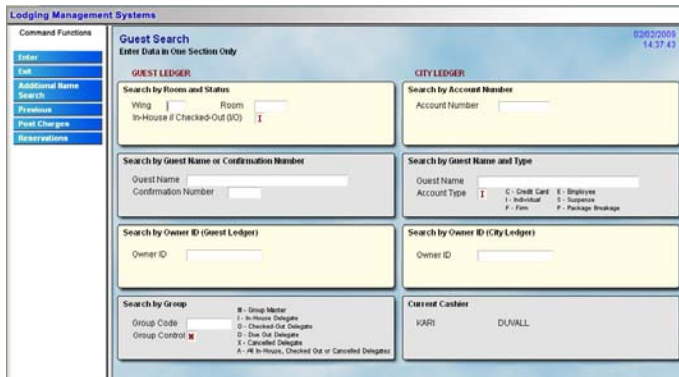 Lodging Management Systems
Command Functions
Enter
Exit
Additional Name
Search
Previous
Post Charges
Reservations
Guest Search
Enter Data in One Section Only
02/02/2009
14:37:43
GUEST LEDGER
Search by Room and Status
Wing Room
In-House // Checked-Out (I/O) I
Search by Guest Name or Confirmation Number
Guest Name
Confirmation Number
Search by Owner ID (Guest Ledger)
Owner ID
Search by Group
Group Code
Group Control M
M - Group Master
I - In-House Delegate
O - Checked-Out Delegate
D - Due Out Delegate
X - Cancelled Delegate
A - All In-House, Checked Out or Cancelled Delegates
CITY LEDGER
Search by Account Number
Account Number
Search by Guest Name and Type
Guest Name
Account Type I
C - Credit Card E - Employee
I - Individual S - Suspense
F - Firm P - Package Breakage
Search by Owner ID (City Ledger)
Owner ID
Current Cashier
KARI DUVALL